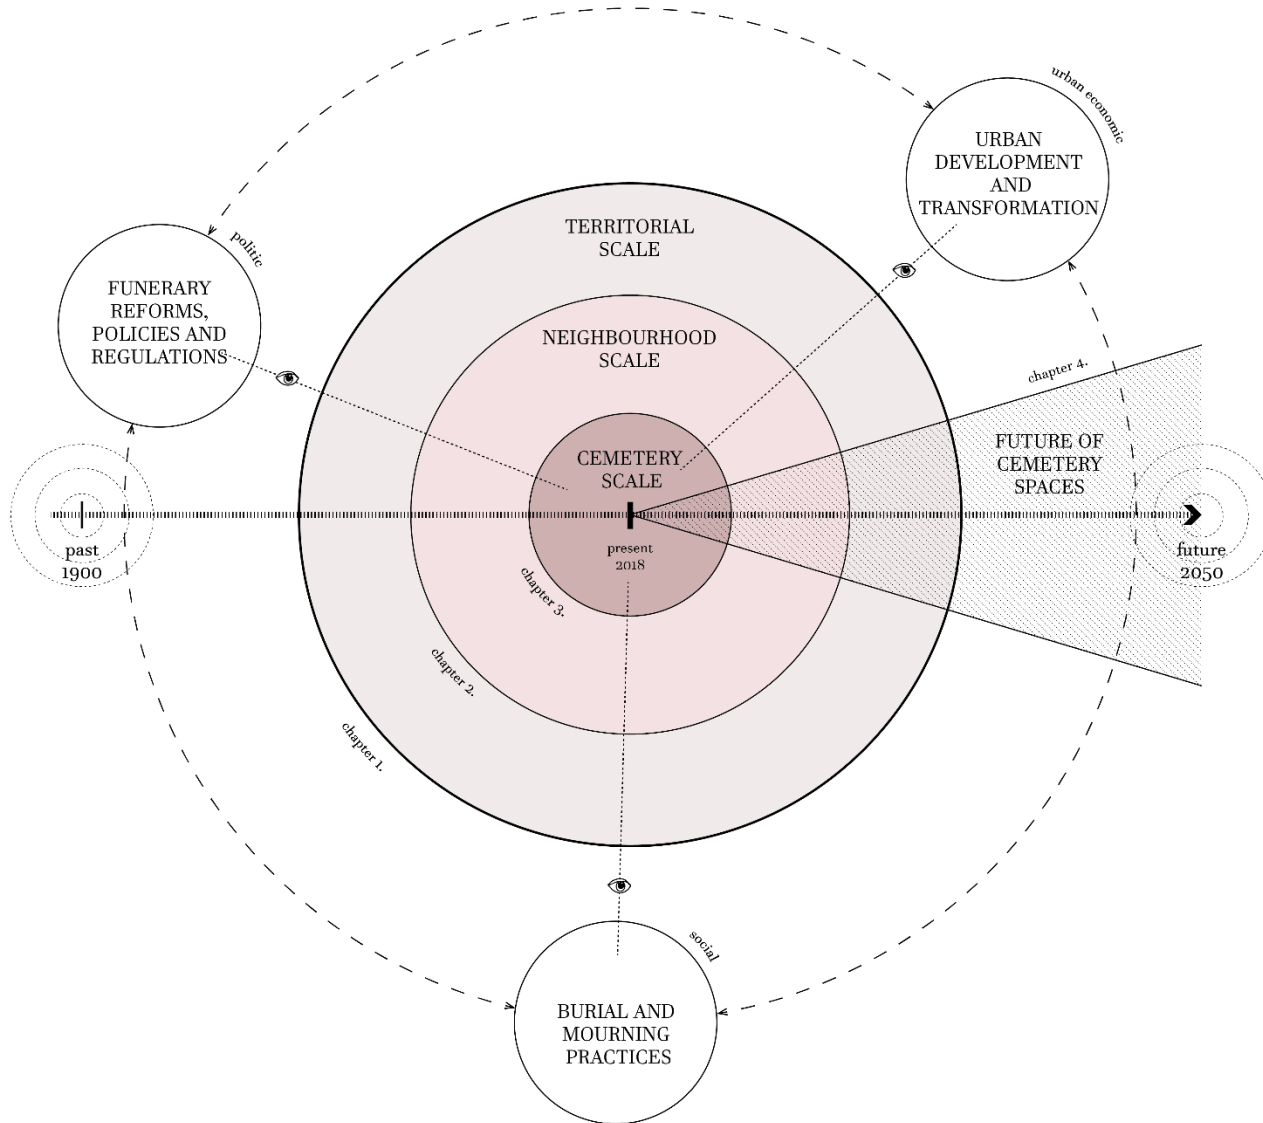 urban economic
URBAN
DEVELOPMENT
AND
TRANSFORMATION
politic
FUNERARY
REFORMS,
POLICIES AND
REGULATIONS
TERRITORIAL
SCALE
NEIGHBOURHOOD
SCALE
CEMETERY
SCALE
chapter 4.
FUTURE OF
CEMETERY
SPACES
past
1900
present
2018
future
2050
chapter 3.
chapter 2.
chapter 1.
social
BURIAL AND
MOURNING
PRACTICES